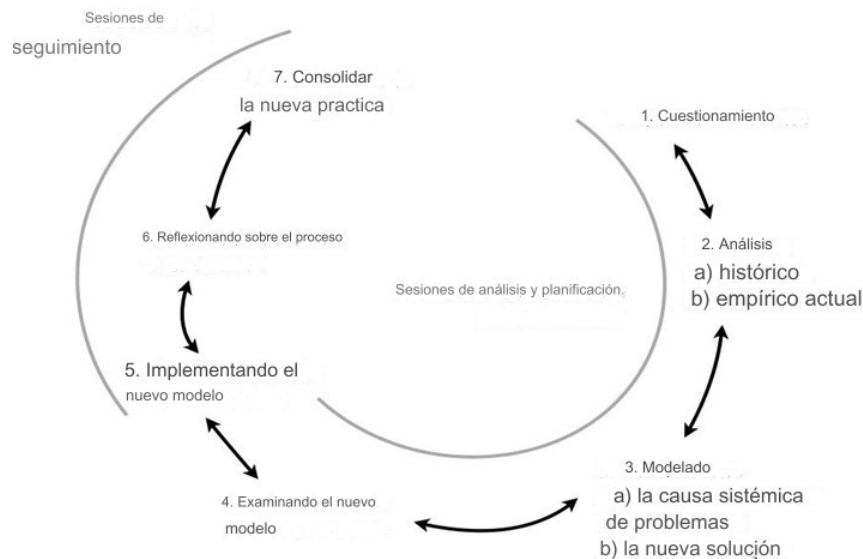 Sesiones de
seguimiento
7. Consolidar
la nueva practica
1. Cuestionamiento
6. Reflexionando sobre el proceso
2. Análisis
a) histórico
b) empírico actual
Sesiones de análisis y planificación.
5. Implementando el
nuevo modelo
3. Modelado
a) la causa sistémica
de problemas
b) la nueva solución
4. Examinando el nuevo
modelo